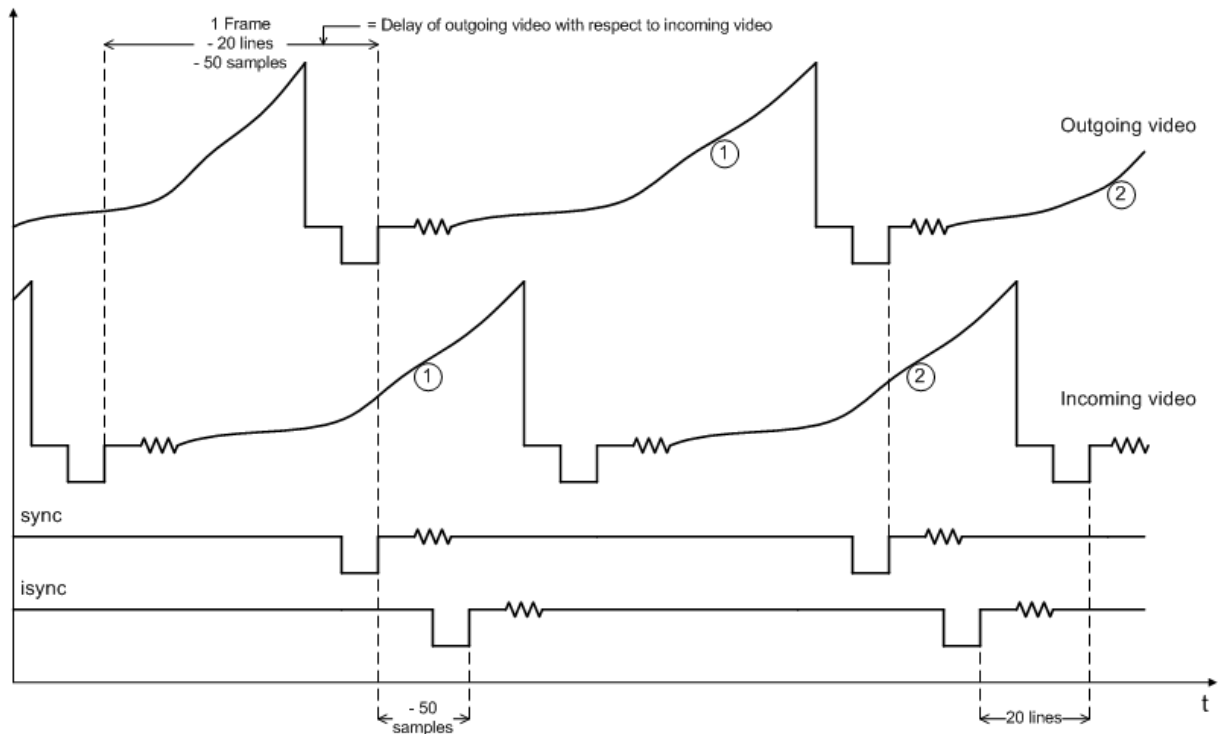 1 Frame
- 20 lines
- 50 samples
= Delay of outgoing video with respect to incoming video
Outgoing video
1
2
1
2
Incoming video
sync
isync
t
- 50
samples
20 lines